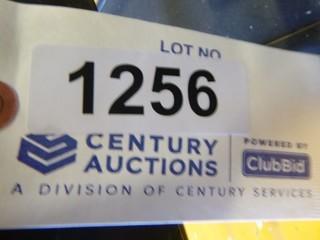 LOT NO
1256
CENTURY
AUCTIONS
POWERED BY
ClubBid
A DIVISION OF CENTURY SERVICES